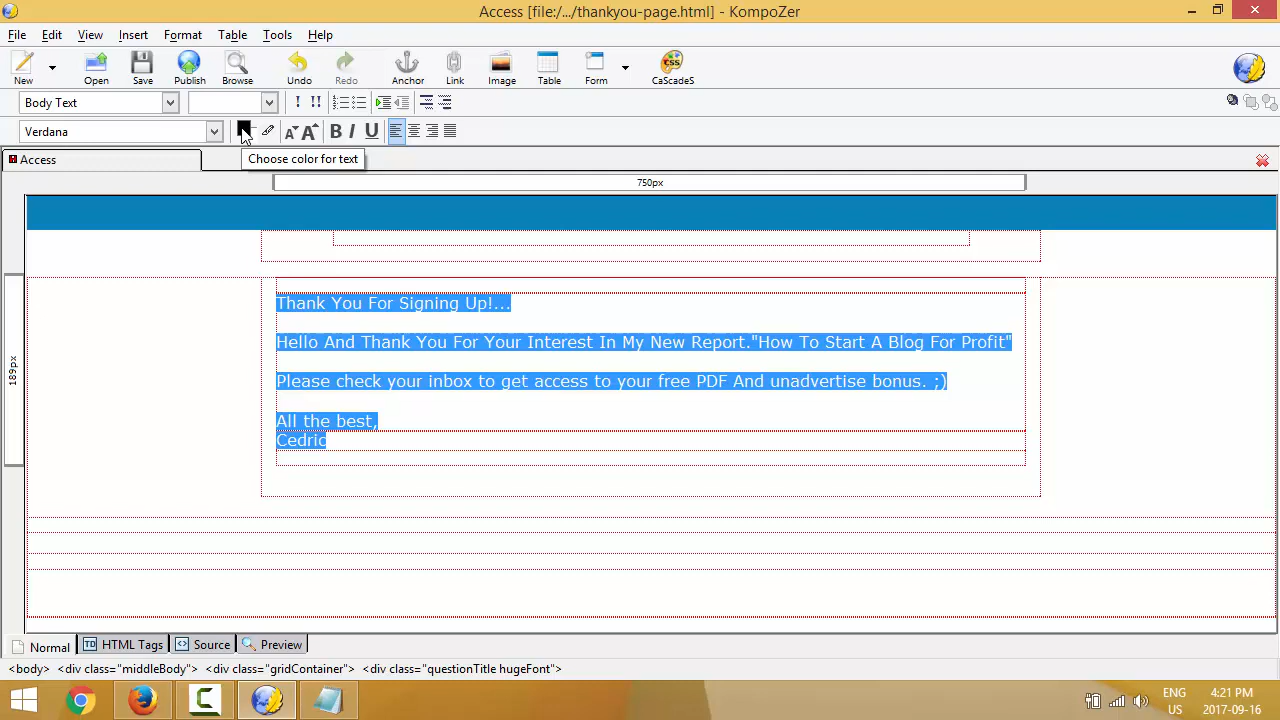 Access [file:/.../thankyou-page.html] - KompoZer
File Edit View Insert Format Table Tools Help
New Open Save Publish Browse Undo Redo Anchor Link Image Table Form CaScadeS
Body Text
Verdana
Choose color for text
Access
750px
189px
Thank You For Signing Up!...
Hello And Thank You For Your Interest In My New Report."How To Start A Blog For Profit"
Please check your inbox to get access to your free PDF And unadvertise bonus. ;)
All the best,
Cedric
Normal HTML Tags Source Preview
<body> <div class="middleBody"> <div class="gridContainer"> <div class="questionTitle hugeFont">
ENG 4:21 PM
US 2017-09-16